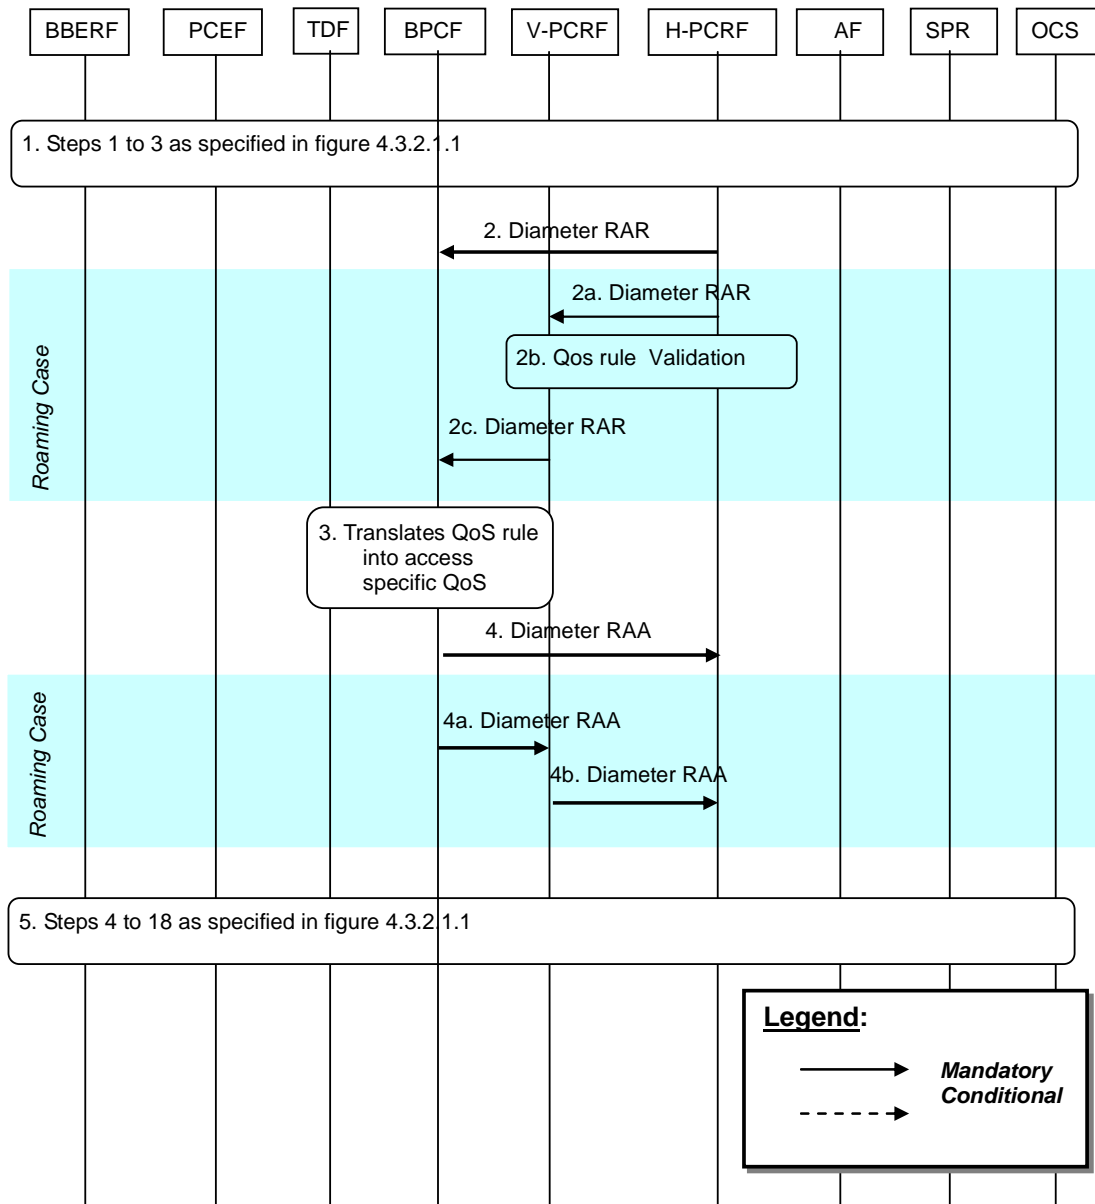 BBERF
PCEF
TDF
BPCF
V-PCRF
H-PCRF
AF
SPR
OCS
1. Steps 1 to 3 as specified in figure 4.3.2.1.1
2. Diameter RAR
Roaming Case
2a. Diameter RAR
2b. Qos rule Validation
2c. Diameter RAR
3. Translates QoS rule
into access
specific QoS
4. Diameter RAA
Roaming Case
4a. Diameter RAA
4b. Diameter RAA
5. Steps 4 to 18 as specified in figure 4.3.2.1.1
Legend:
Mandatory
Conditional